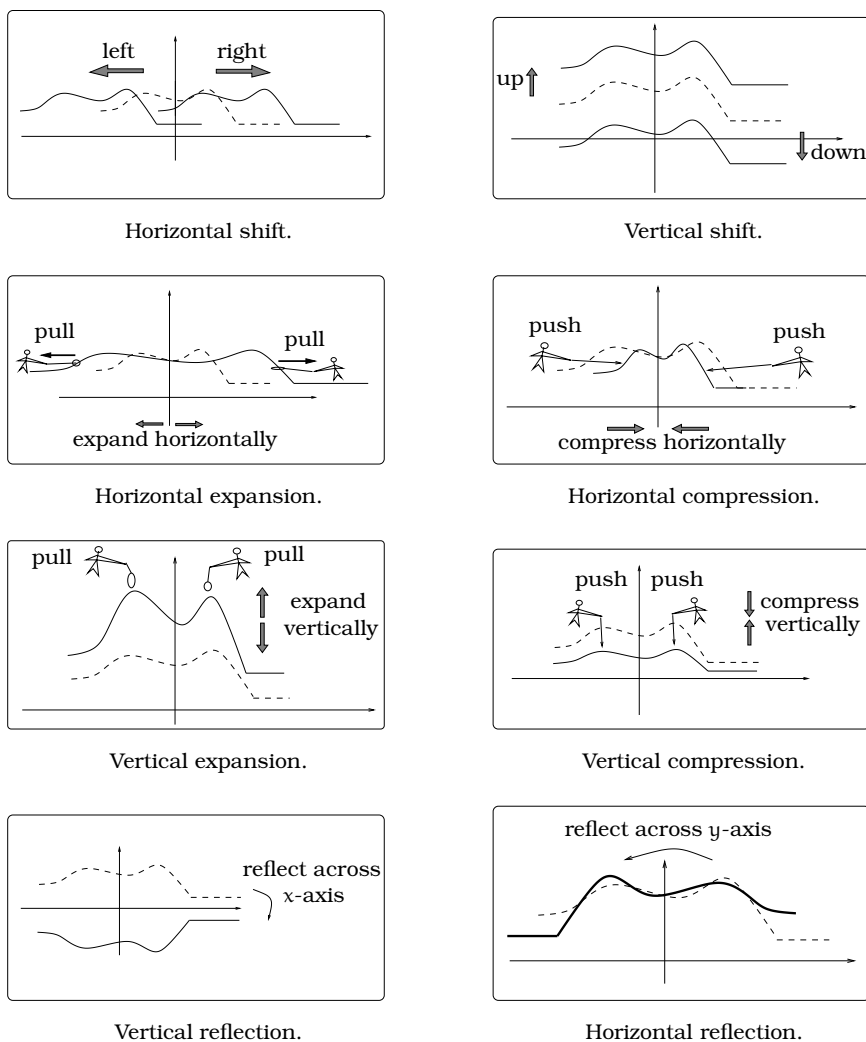 left
right
Horizontal shift.
up
down
Vertical shift.
pull
pull
expand horizontally
Horizontal expansion.
push
push
compress horizontally
Horizontal compression.
pull
pull
expand
vertically
Vertical expansion.
push push
compress
vertically
Vertical compression.
reflect across
x-axis
Vertical reflection.
reflect across y-axis
Horizontal reflection.